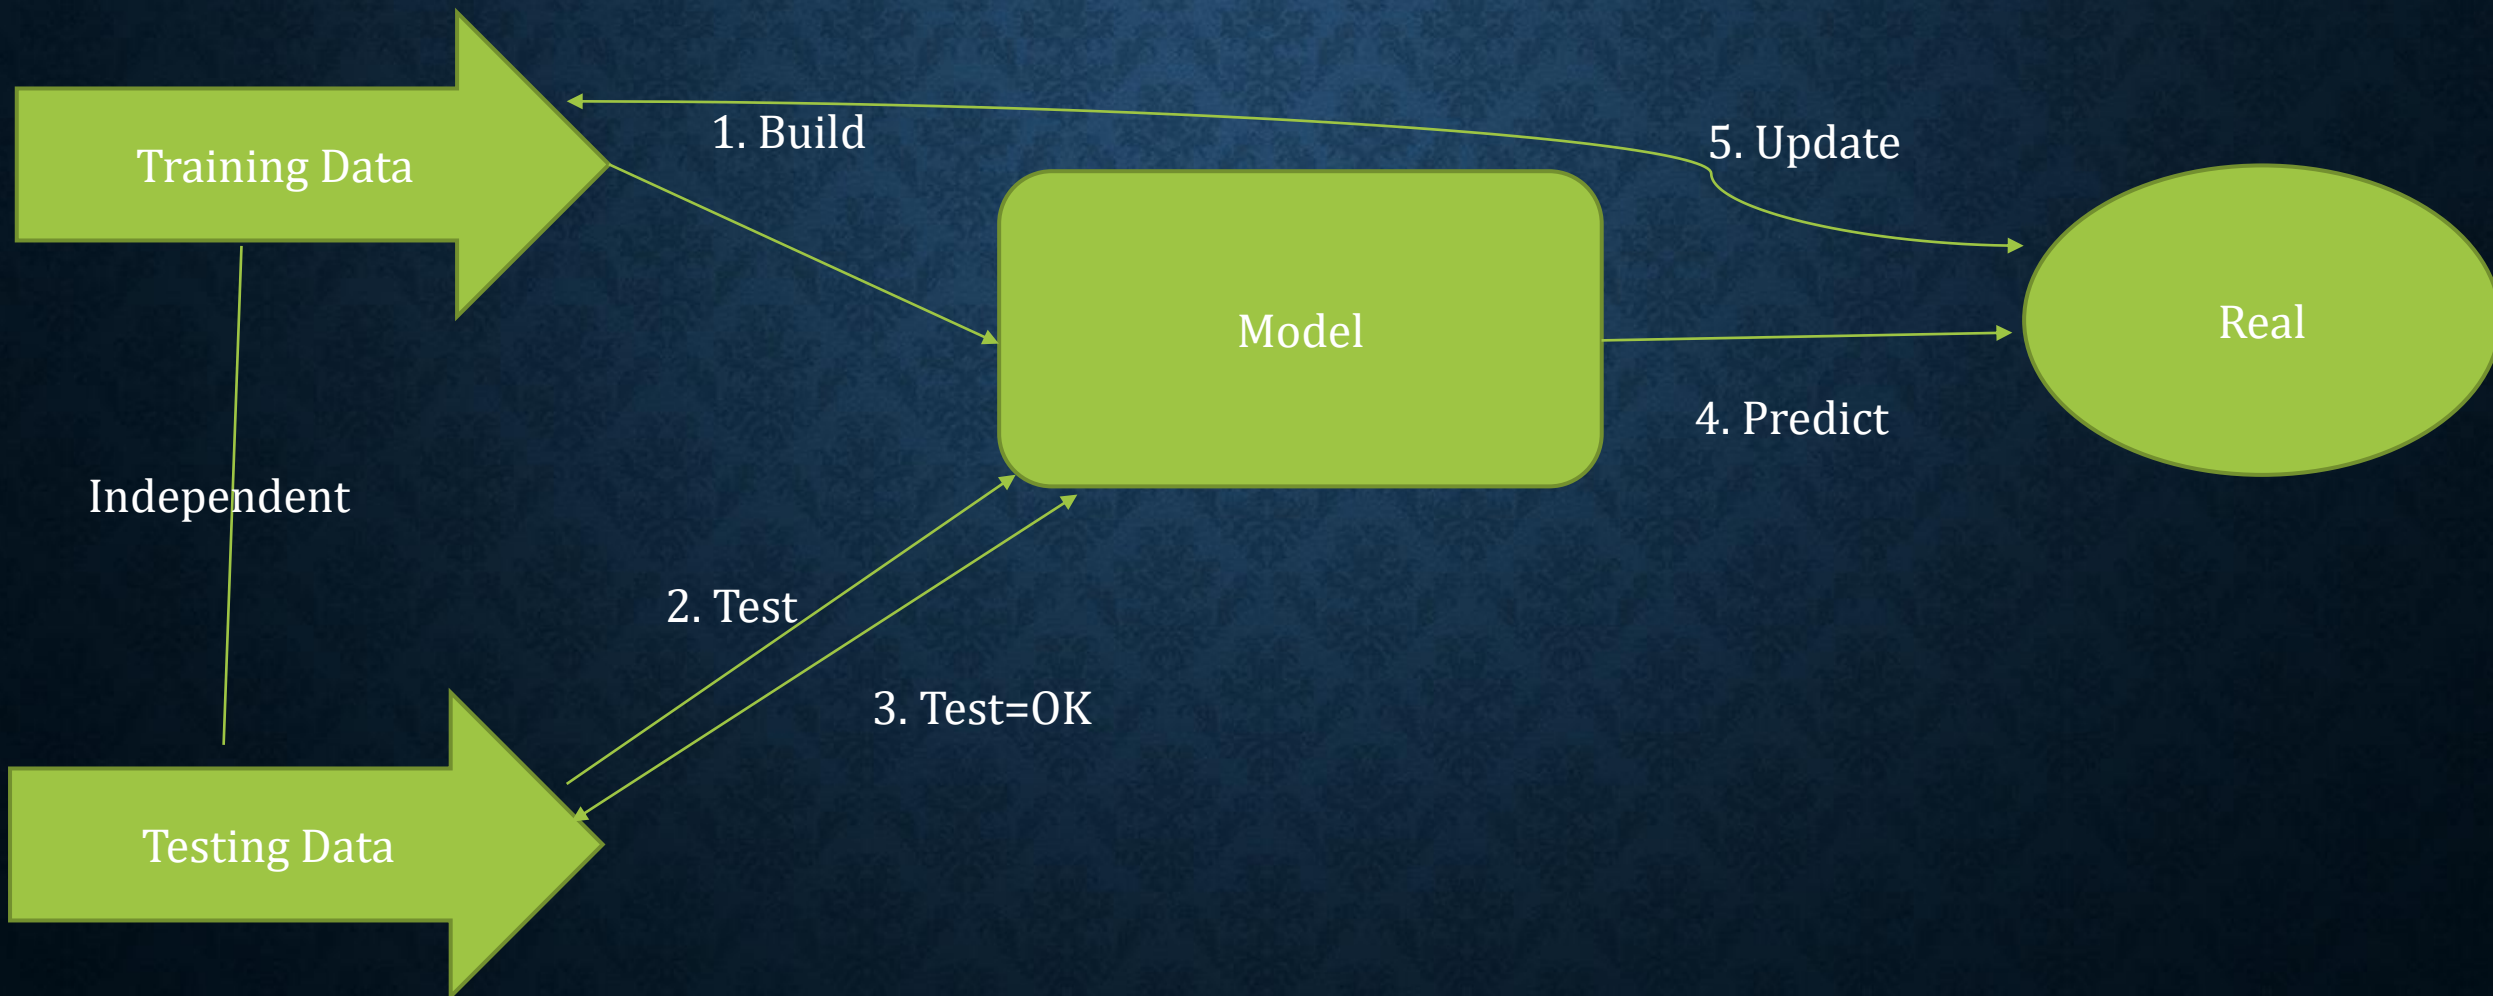 1. Build
5. Update
Training Data
Model
Real
4. Predict
Independent
2. Test
3. Test=OK
Testing Data